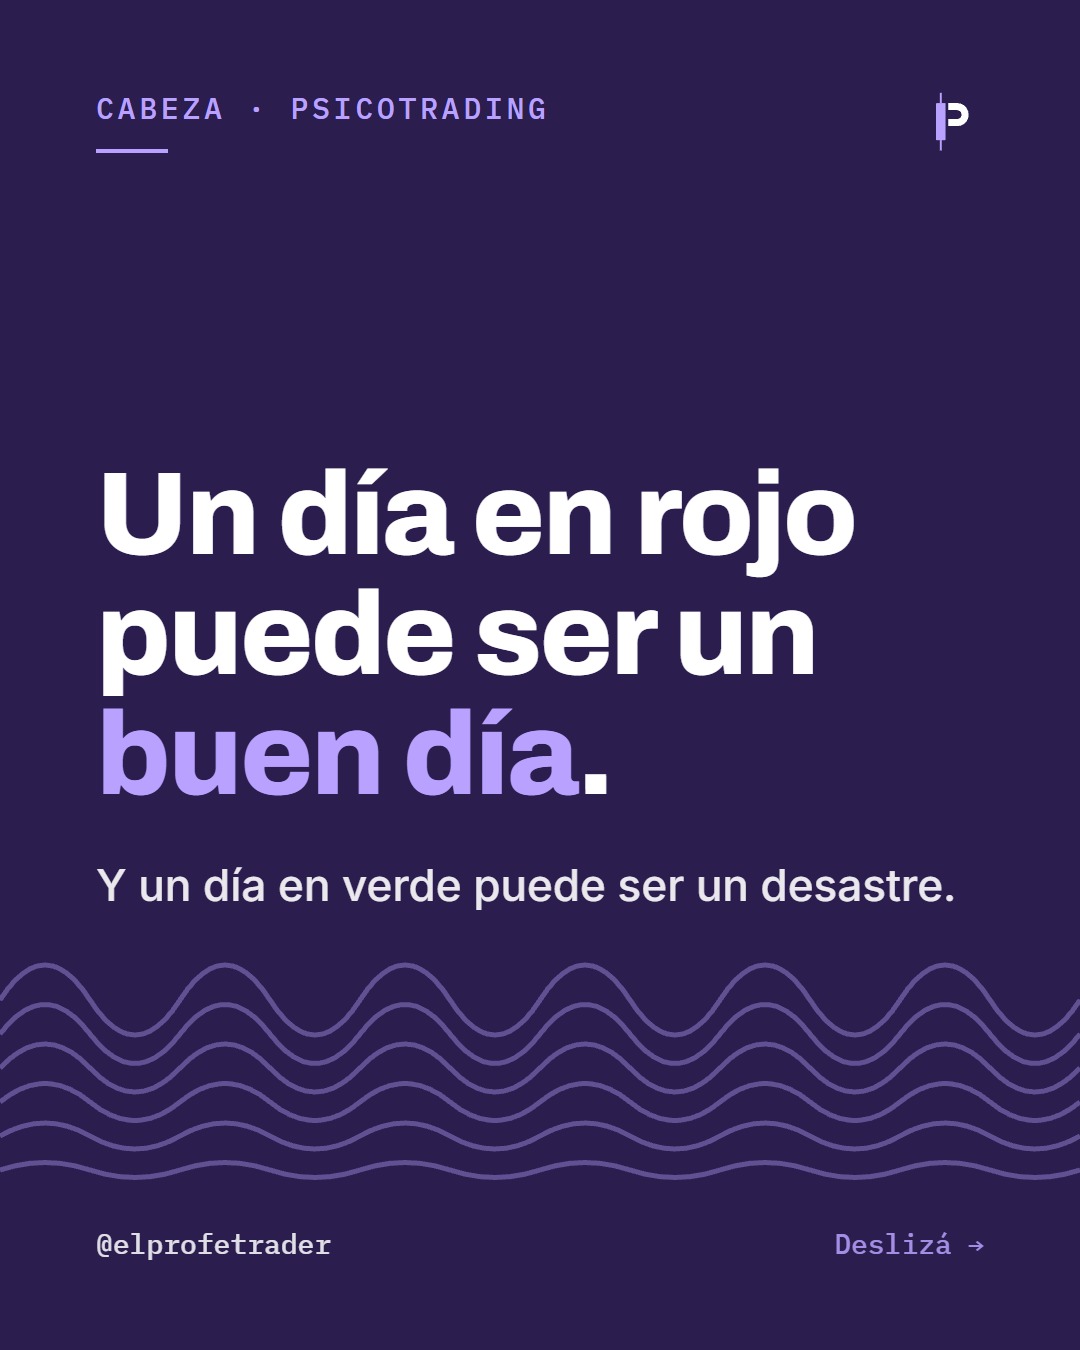 CABEZA · PSICOTRADING
P
Un día en rojo
puede ser un
buen día.
Y un día en verde puede ser un desastre.
@elprofetrader
Deslizá →